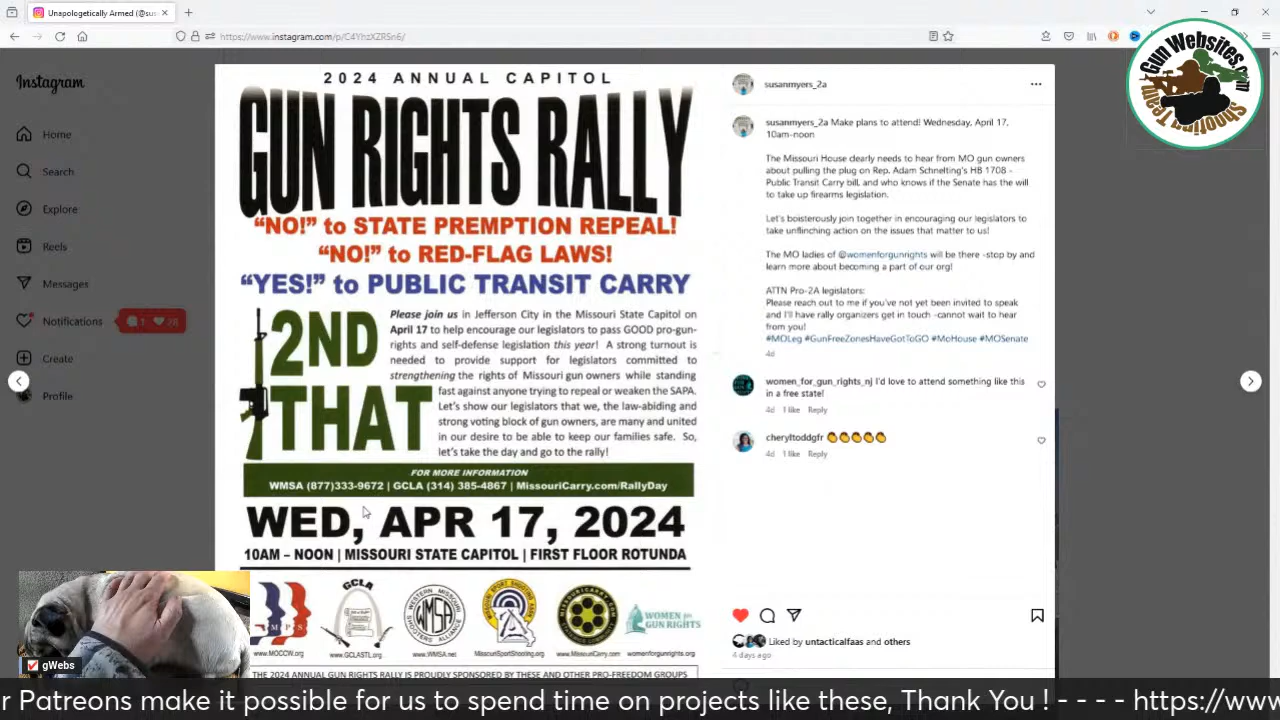 Unapologetically Armed (@sus
https://www.instagram.com/p/C4YhzXZRSn6/
Gun Websites.com
Shooting Team
Instagram
Home
Search
Explore
Reels
Messages
Notifications
1
28
Create
Profile
2024 ANNUAL CAPITOL
GUN RIGHTS RALLY
"NO!" to STATE PREMPTION REPEAL!
"NO!" to RED-FLAG LAWS!
"YES!" to PUBLIC TRANSIT CARRY
2ND
THAT
Please join us in Jefferson City in the Missouri State Capitol on
April 17 to help encourage our legislators to pass GOOD pro-gun-
rights and self-defense legislation this year! A strong turnout is
needed to provide support for legislators committed to
strengthening the rights of Missouri gun owners while standing
fast against anyone trying to repeal or weaken the SAPA.
Let's show our legislators that we, the law-abiding and
strong voting block of gun owners, are many and united
in our desire to be able to keep our families safe. So,
let's take the day and go to the rally!
FOR MORE INFORMATION
WMSA (877)333-9672 | GCLA (314) 385-4867 | MissouriCarry.com/RallyDay
WED, APR 17, 2024
10AM – NOON | MISSOURI STATE CAPITOL | FIRST FLOOR ROTUNDA
GCLA
WMSA
WOMEN for
GUN RIGHTS
www.MOCCW.org
www.GCLASTL.org
www.WMSA.net
MissouriSportShooting.org
www.MissouriCarry.com
womenforgunrights.org
THE 2024 ANNUAL GUN RIGHTS RALLY IS PROUDLY SPONSORED BY THESE AND OTHER PRO-FREEDOM GROUPS
susanmyers_2a
susanmyers_2a Make plans to attend! Wednesday, April 17,
10am-noon
The Missouri House clearly needs to hear from MO gun owners
about pulling the plug on Rep. Adam Schnelting's HB 1708 -
Public Transit Carry bill, and who knows if the Senate has the will
to take up firearms legislation.
Let's boisterously join together in encouraging our legislators to
take unflinching action on the issues that matter to us!
The MO ladies of @womenforgunrights will be there -stop by and
learn more about becoming a part of our org!
ATTN Pro-2A legislators:
Please reach out to me if you've not yet been invited to speak
and I'll have rally organizers get in touch -cannot wait to hear
from you!
#MOLeg #GunFreeZonesHaveGotToGO #MoHouse #MOSenate
4d
women_for_gun_rights_nj I'd love to attend something like this
in a free state!
4d 1 like Reply
cheryltoddgfr 👏👏👏👏👏
4d 1 like Reply
Liked by untacticalfaas and others
4 days ago
gWebs
r Patreons make it possible for us to spend time on projects like these, Thank You ! - - - - https://www